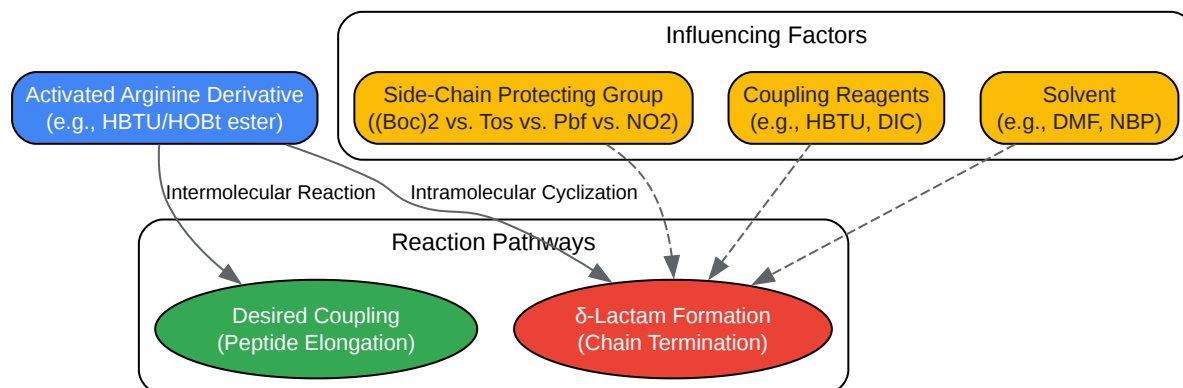 Influencing Factors
Activated Arginine Derivative
(e.g., HBTU/HOBt ester)
Side-Chain Protecting Group
((Boc)2 vs. Tos vs. Pbf vs. NO2)
Coupling Reagents
(e.g., HBTU, DIC)
Solvent
(e.g., DMF, NBP)
Intermolecular Reaction
Intramolecular Cyclization
Reaction Pathways
Desired Coupling
(Peptide Elongation)
δ-Lactam Formation
(Chain Termination)